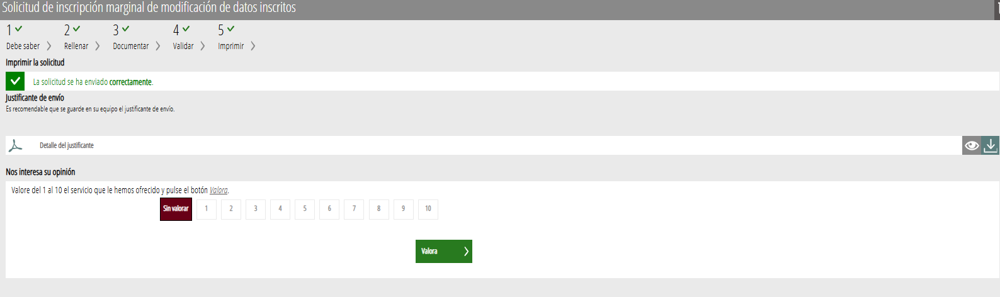 Solicitud de inscripción marginal de modificación de datos inscritos
1 2 3 4 5
Debe saber Rellenar Documentar Validar Imprimir
Imprimir la solicitud
La solicitud se ha enviado correctamente.
Justificante de envío
Es recomendable que se guarde en su equipo el justificante de envío.
Detalle del justificante
Nos interesa su opinión
Valore del 1 al 10 el servicio que le hemos ofrecido y pulse el botón Valora.
Sin valorar 1 2 3 4 5 6 7 8 9 10
Valora